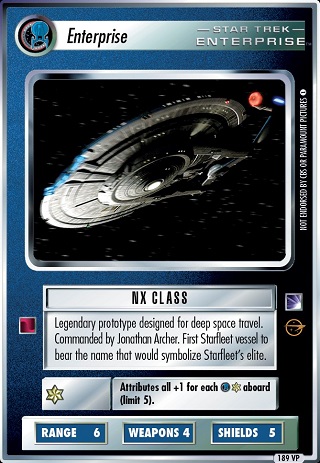 Enterprise
STAR TREK
ENTERPRISE
NOT ENDORSED BY CBS OR PARAMOUNT PICTURES
NX CLASS
Legendary prototype designed for deep space travel.
Commanded by Jonathan Archer. First Starfleet vessel to
bear the name that would symbolize Starfleet's elite.
Attributes all +1 for each aboard
(limit 5).
RANGE 6 WEAPONS 4 SHIELDS 5
189 VP